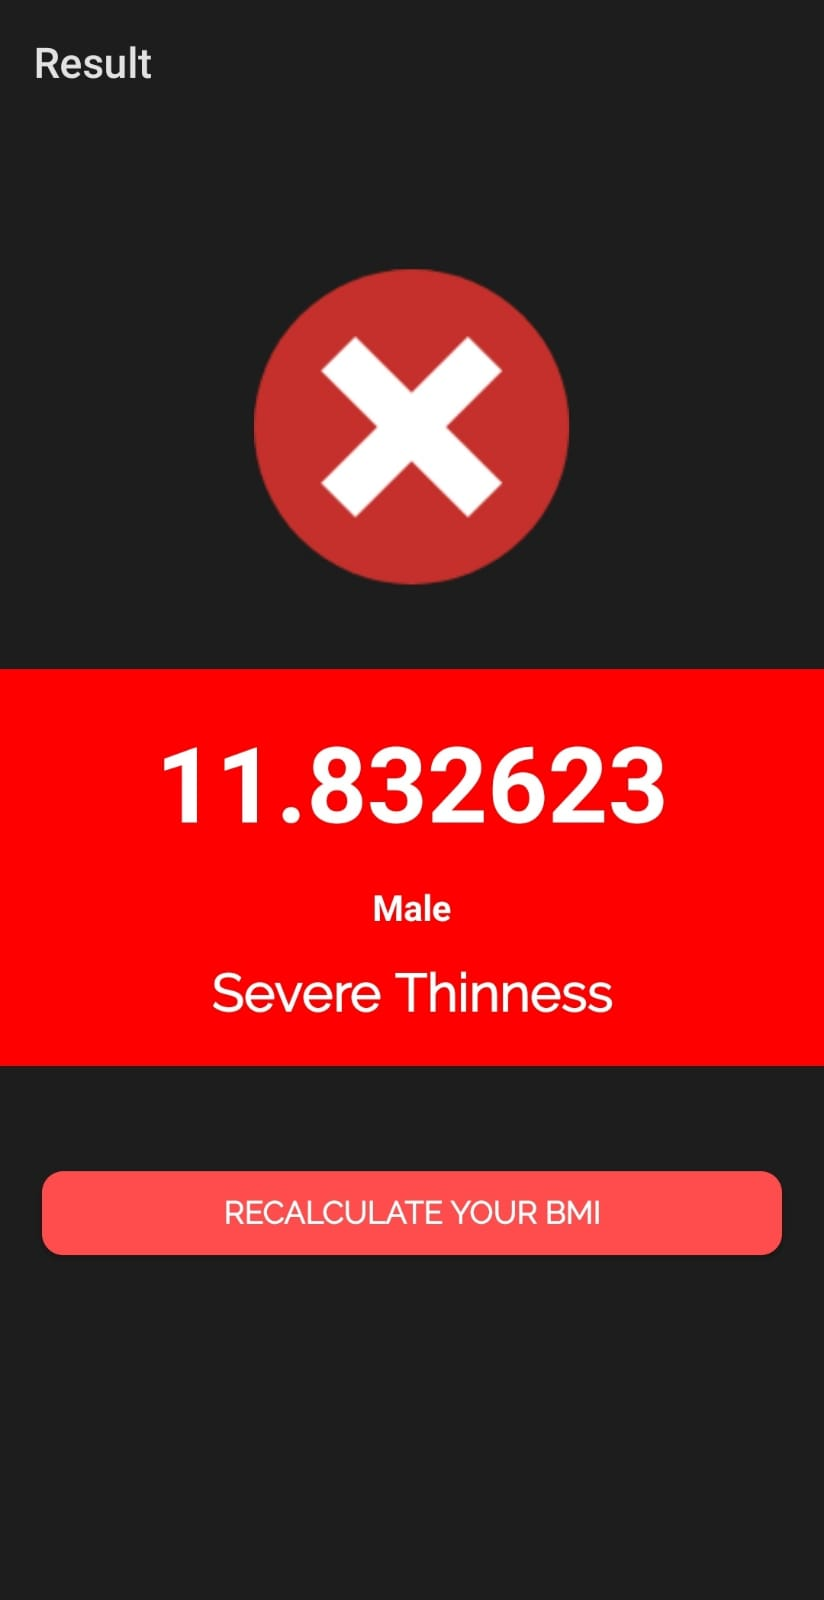 Result
11.832623
Male
Severe Thinness
RECALCULATE YOUR BMI